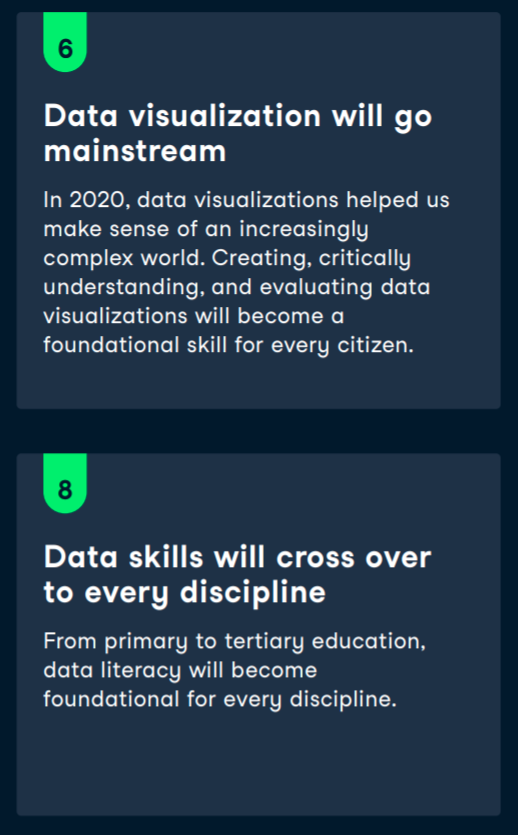 6
Data visualization will go
mainstream
In 2020, data visualizations helped us
make sense of an increasingly
complex world. Creating, critically
understanding, and evaluating data
visualizations will become a
foundational skill for every citizen.
8
Data skills will cross over
to every discipline
From primary to tertiary education,
data literacy will become
foundational for every discipline.